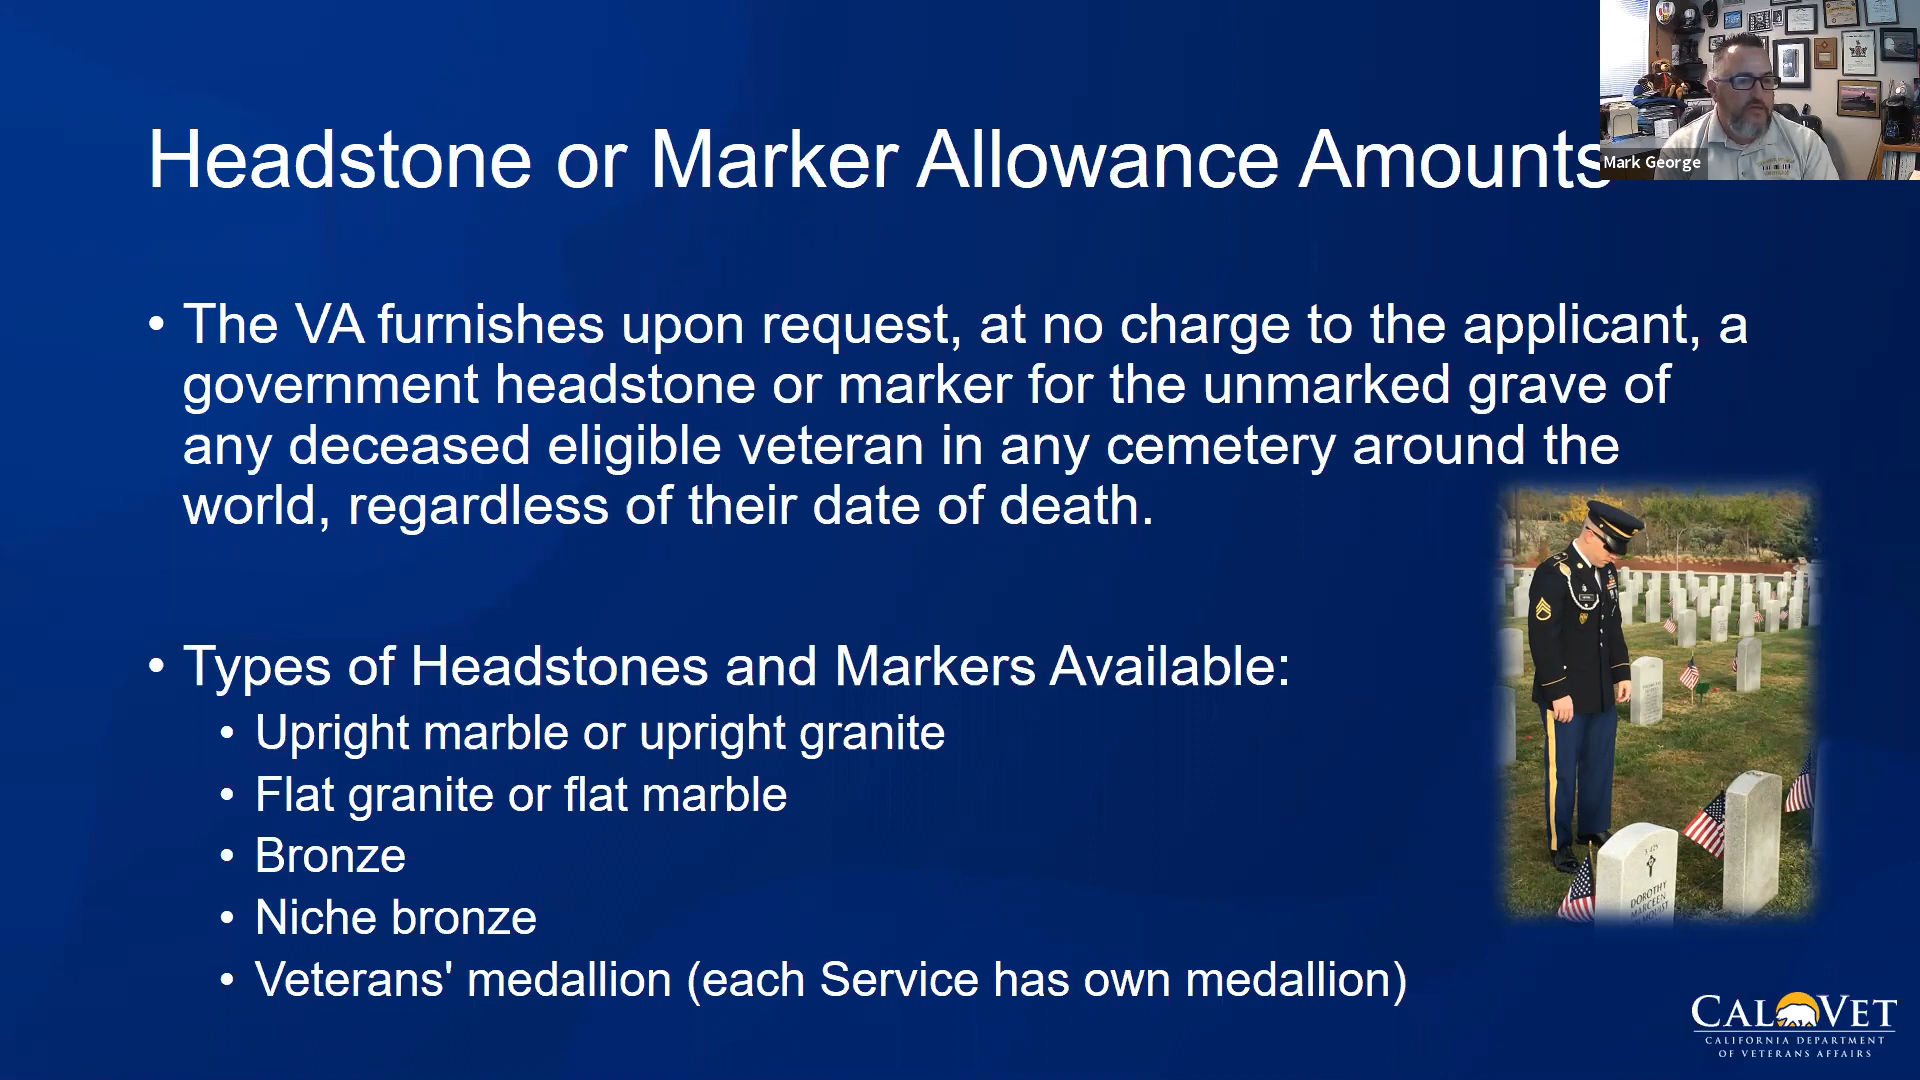 Headstone or Marker Allowance Amounts
Mark George
• The VA furnishes upon request, at no charge to the applicant, a
government headstone or marker for the unmarked grave of
any deceased eligible veteran in any cemetery around the
world, regardless of their date of death.
• Types of Headstones and Markers Available:
• Upright marble or upright granite
• Flat granite or flat marble
• Bronze
• Niche bronze
• Veterans' medallion (each Service has own medallion)
DOROTHY
CALVET
CALIFORNIA DEPARTMENT
OF VETERANS AFFAIRS